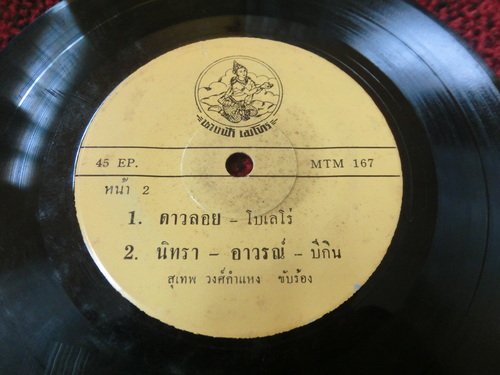 45 EP.
MTM 167
หน้า 2
1. ดาวลอย - โบเลโร่
2. นิทรา - อาวรณ์ - บีกิน
สุเทพ วงศ์กำแหง ขับร้อง